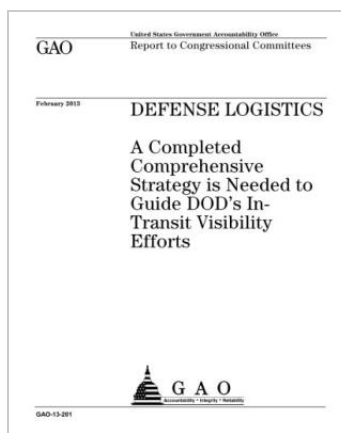 United States Government Accountability Office
GAO
Report to Congressional Committees
February 2013
DEFENSE LOGISTICS
A Completed
Comprehensive
Strategy is Needed to
Guide DOD's In-
Transit Visibility
Efforts
G A O
Accountability * Integrity * Reliability
GAO-13-201